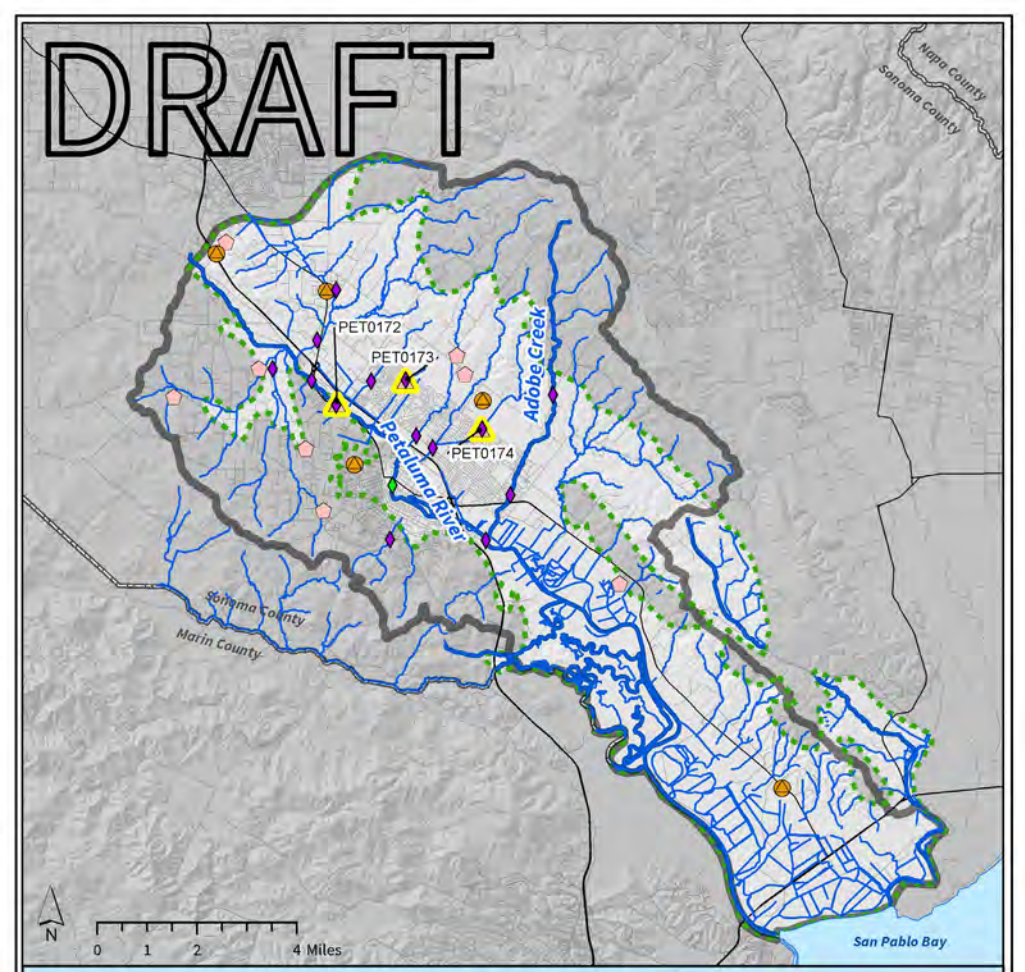 DRAFT
Napa County
Sonoma County
PET0172
PET0173
Adobe Creek
Petaluma River
PET0174
Sonoma County
Marin County
N
0 1 2 4 Miles
San Pablo Bay